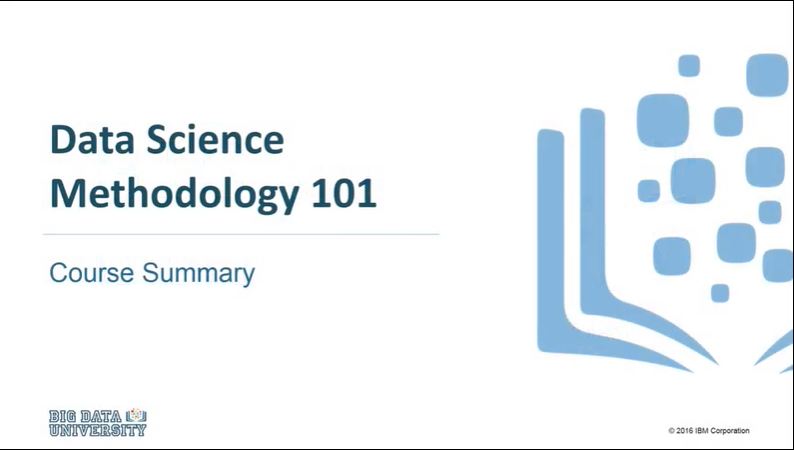 Data Science
Methodology 101
Course Summary
BIG DATA
UNIVERSITY
© 2016 IBM Corporation